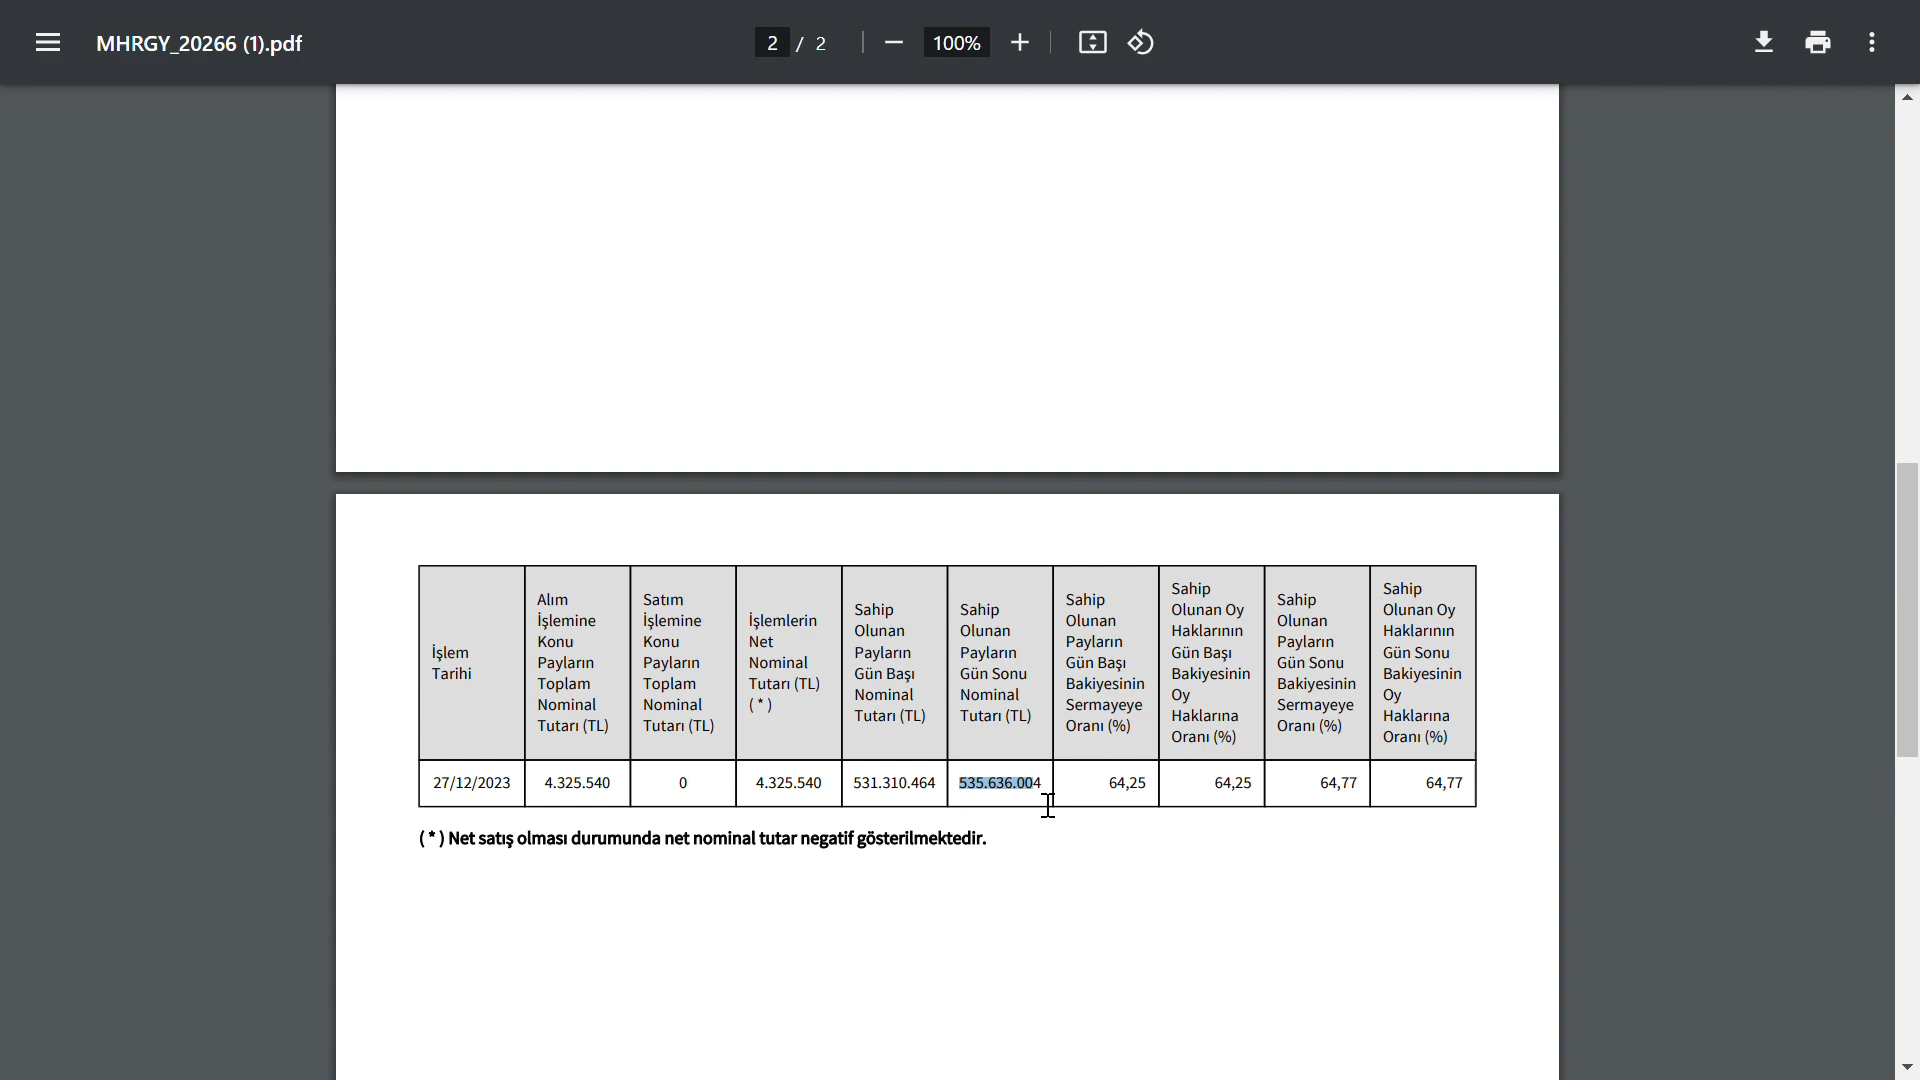 MHRGY_20266 (1).pdf
2 / 2
100%
İşlem
Tarihi
Alım
İşlemine
Konu
Payların
Toplam
Nominal
Tutarı (TL)
Satım
İşlemine
Konu
Payların
Toplam
Nominal
Tutarı (TL)
İşlemlerin
Net
Nominal
Tutarı (TL)
( * )
Sahip
Olunan
Payların
Gün Başı
Nominal
Tutarı (TL)
Sahip
Olunan
Payların
Gün Sonu
Nominal
Tutarı (TL)
Sahip
Olunan
Payların
Gün Başı
Bakiyesinin
Sermayeye
Oranı (%)
Sahip
Olunan Oy
Haklarının
Gün Başı
Bakiyesinin
Oy
Haklarına
Oranı (%)
Sahip
Olunan
Payların
Gün Sonu
Bakiyesinin
Sermayeye
Oranı (%)
Sahip
Olunan Oy
Haklarının
Gün Sonu
Bakiyesinin
Oy
Haklarına
Oranı (%)
27/12/2023 4.325.540 0 4.325.540 531.310.464 535.636.004 64,25 64,25 64,77 64,77
( * ) Net satış olması durumunda net nominal tutar negatif gösterilmektedir.